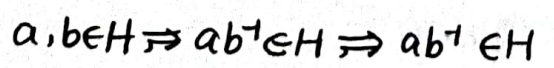 a,b∈H ⇒ ab⁻¹∈H ⇒ ab⁻¹ ∈H